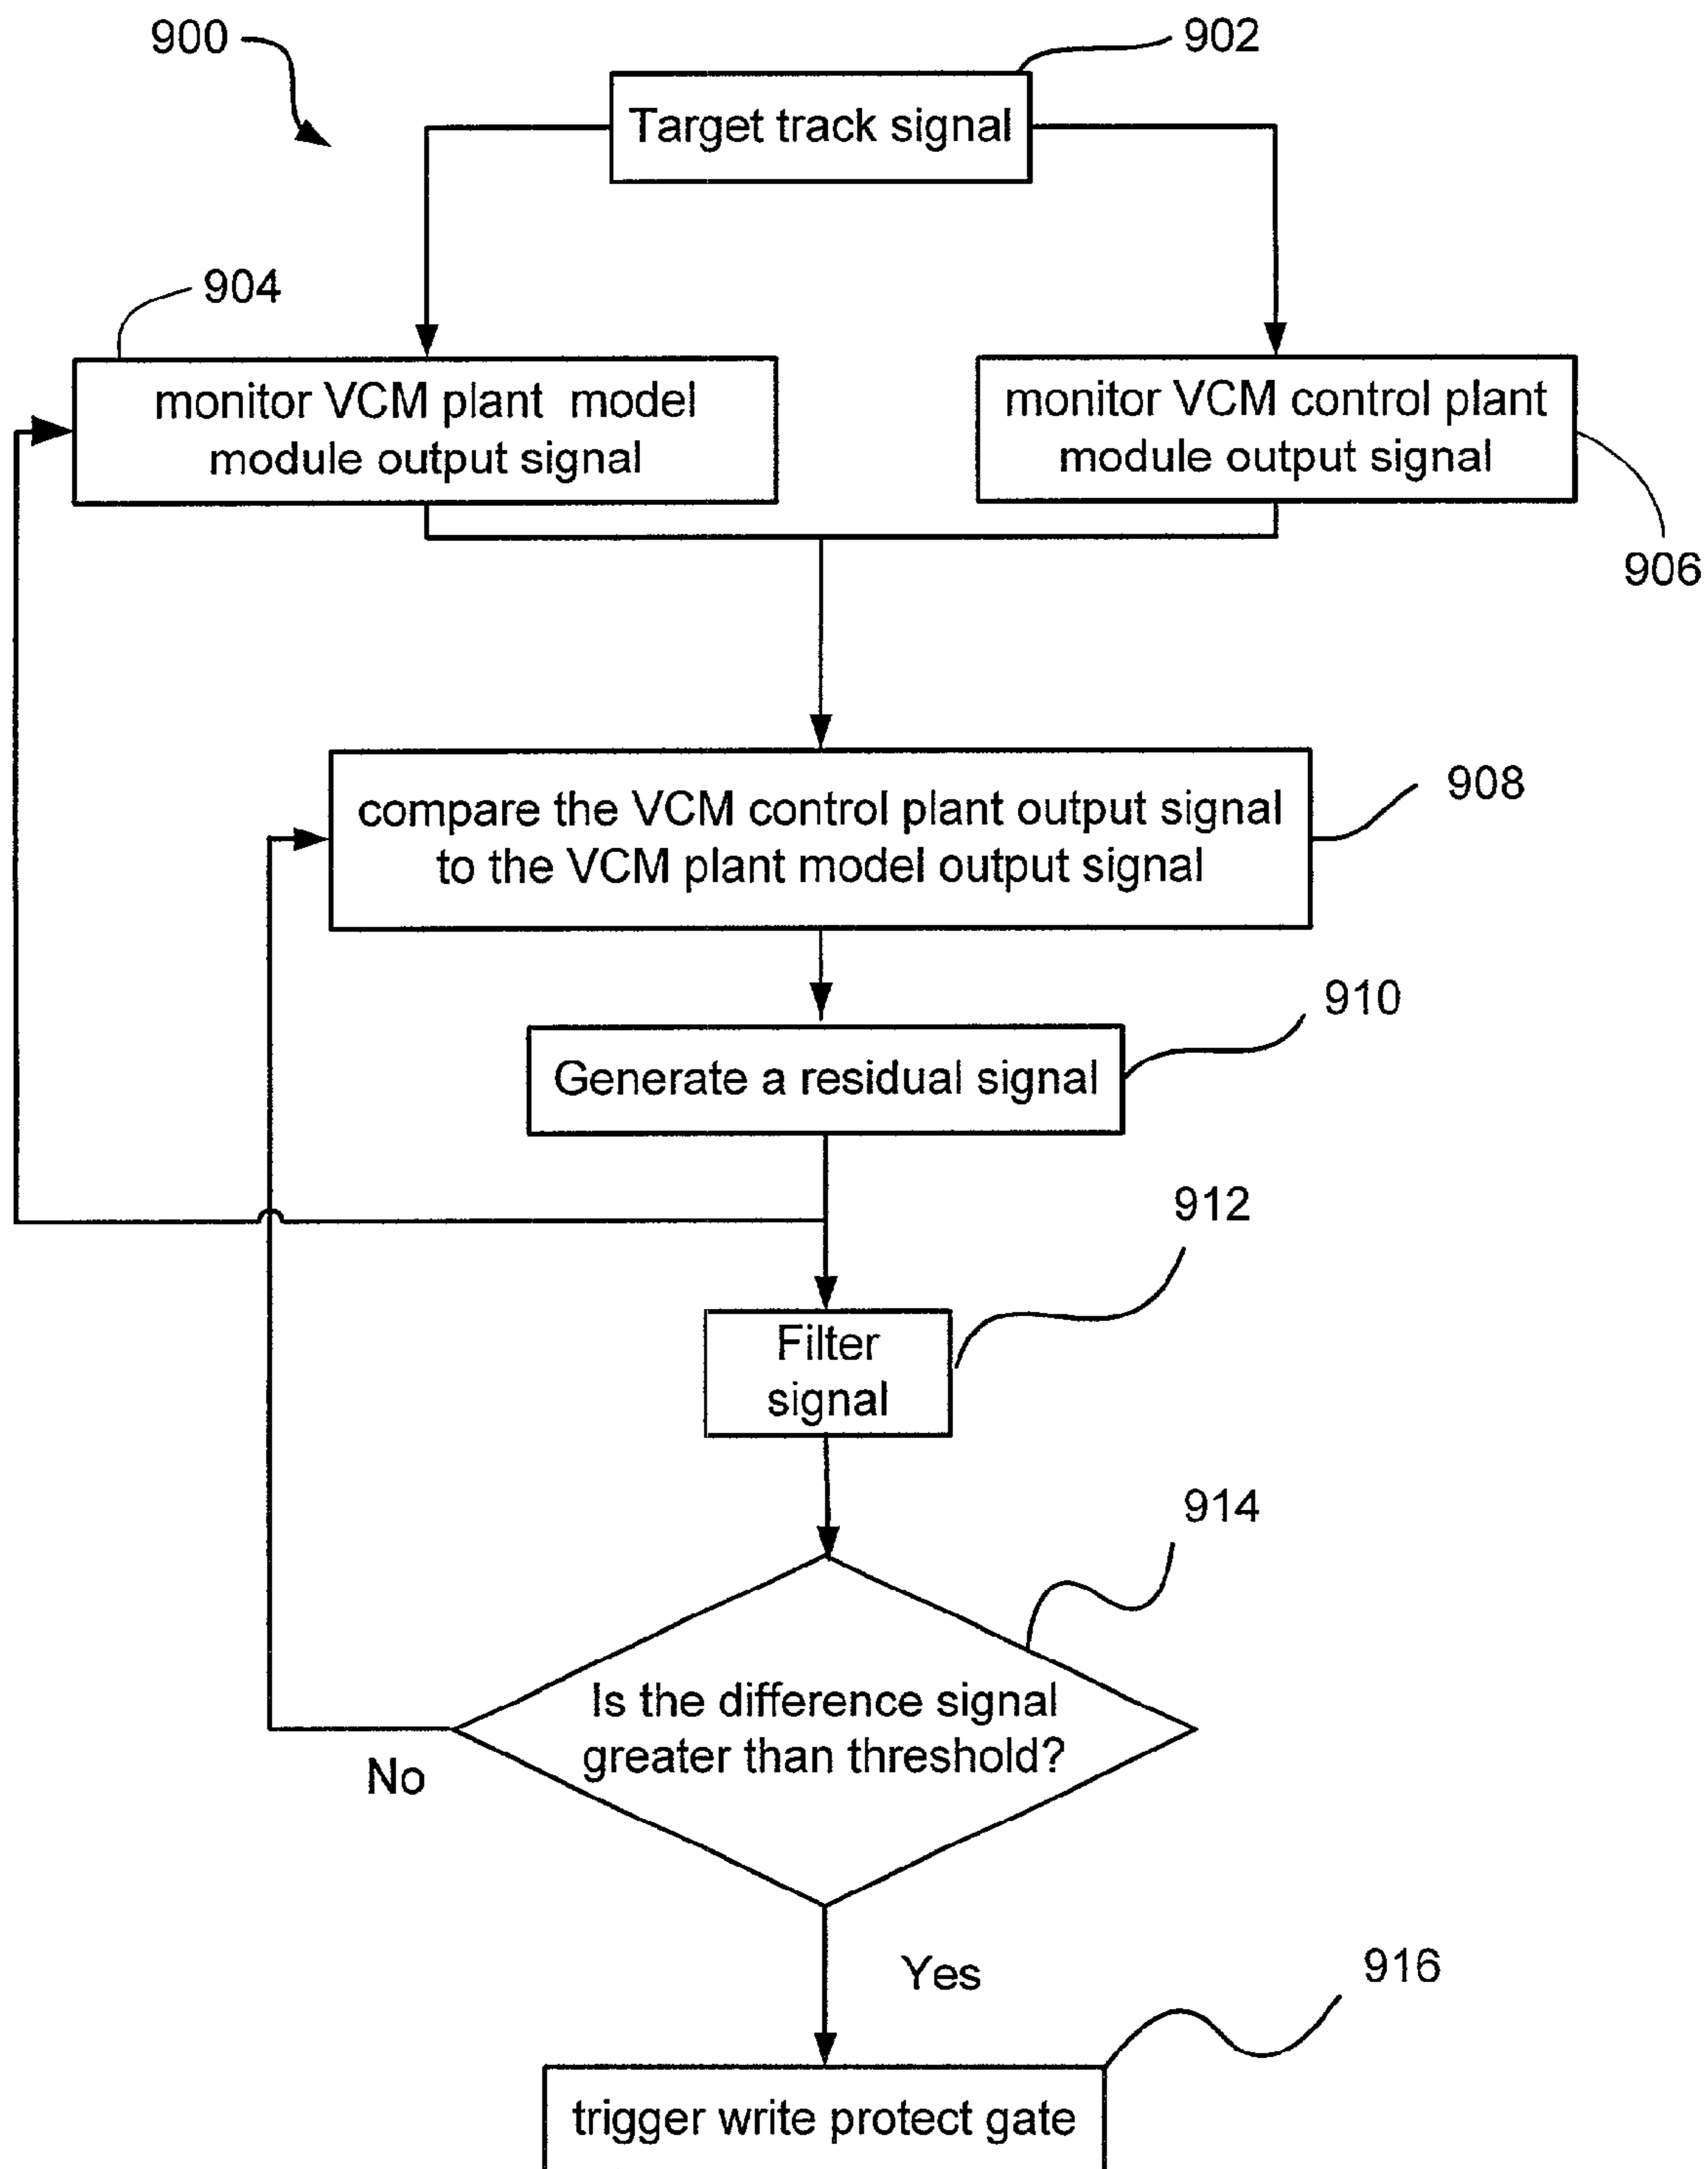 900
902
Target track signal
904
monitor VCM plant model
module output signal
monitor VCM control plant
module output signal
906
compare the VCM control plant output signal
to the VCM plant model output signal
908
910
Generate a residual signal
912
Filter
signal
914
Is the difference signal
greater than threshold?
No
Yes
916
trigger write protect gate